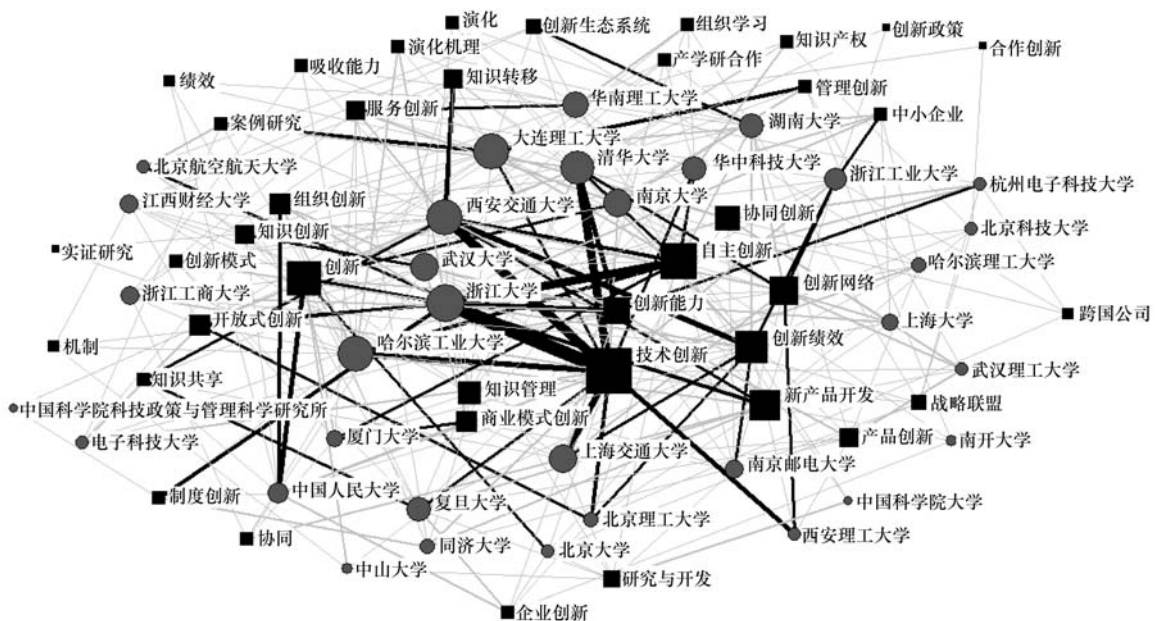 演化
创新生态系统
组织学习
创新政策
演化机理
知识产权
合作创新
产学研合作
吸收能力
知识转移
绩效
管理创新
服务创新
华南理工大学
中小企业
案例研究
湖南大学
大连理工大学
清华大学
华中科技大学
北京航空航天大学
浙江工业大学
杭州电子科技大学
江西财经大学
组织创新
南京大学
西安交通大学
协同创新
北京科技大学
知识创新
实证研究
自主创新
创新模式
创新
武汉大学
哈尔滨理工大学
创新网络
浙江工商大学
浙江大学
创新能力
跨国公司
开放式创新
上海大学
哈尔滨工业大学
创新绩效
机制
技术创新
武汉理工大学
知识共享
知识管理
新产品开发
战略联盟
中国科学院科技政策与管理科学研究所
商业模式创新
电子科技大学
厦门大学
产品创新
南开大学
上海交通大学
南京邮电大学
中国人民大学
制度创新
复旦大学
中国科学院大学
北京理工大学
西安理工大学
协同
同济大学
北京大学
中山大学
研究与开发
企业创新